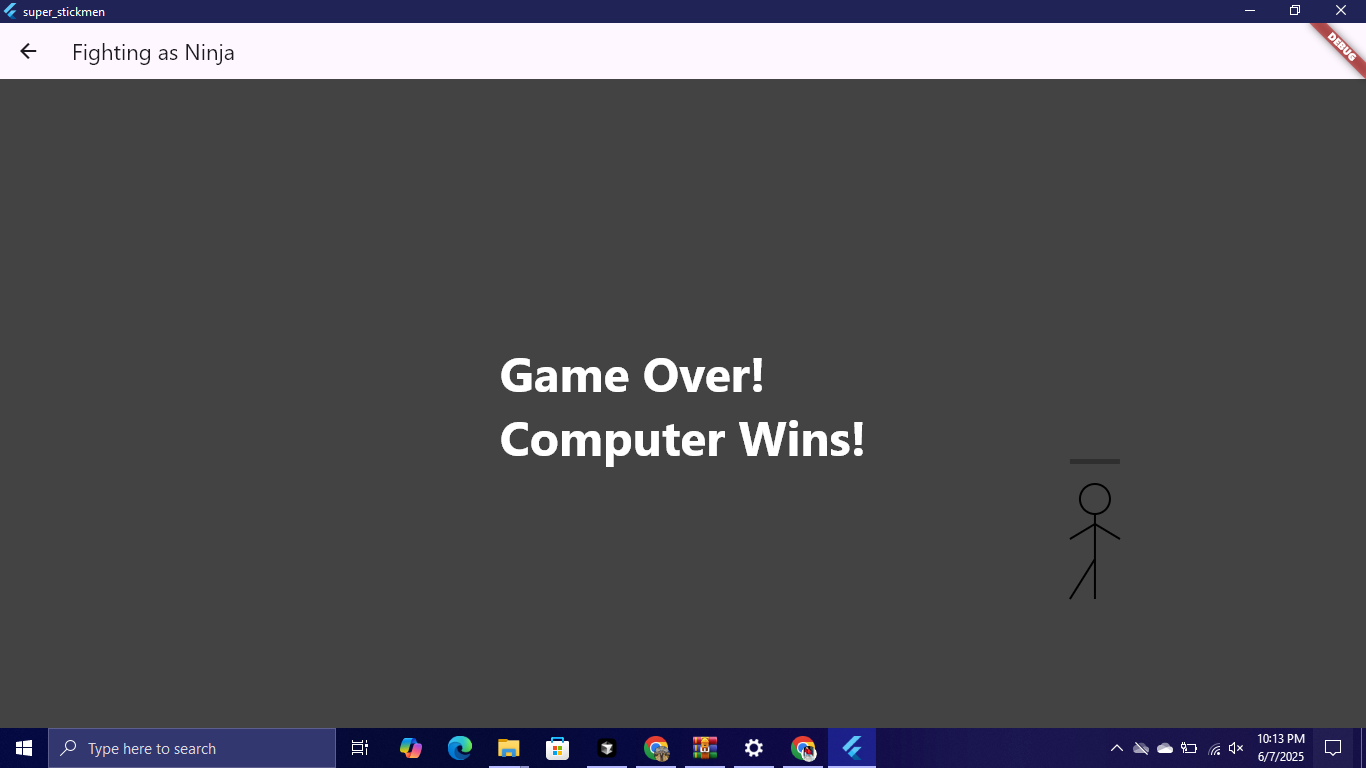 super_stickmen
Fighting as Ninja
DEBUG
Game Over!
Computer Wins!
Type here to search
10:13 PM
6/7/2025